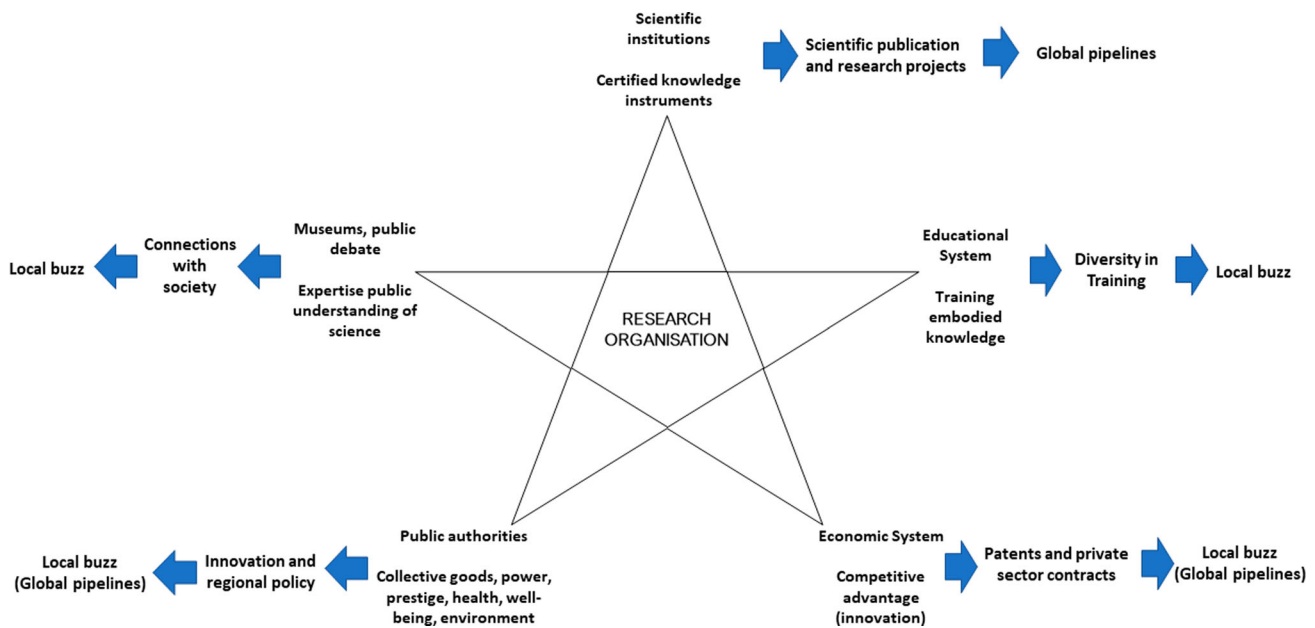 Scientific
institutions
Certified knowledge
instruments
Scientific publication
and research projects
Global pipelines
Local buzz
Connections
with
society
Museums, public
debate
Expertise public
understanding of
science
RESEARCH
ORGANISATION
Educational
System
Training
embodied
knowledge
Diversity in
Training
Local buzz
Local buzz
(Global pipelines)
Innovation and
regional policy
Public authorities
Collective goods, power,
prestige, health, well-
being, environment
Economic System
Competitive
advantage
(innovation)
Patents and private
sector contracts
Local buzz
(Global pipelines)